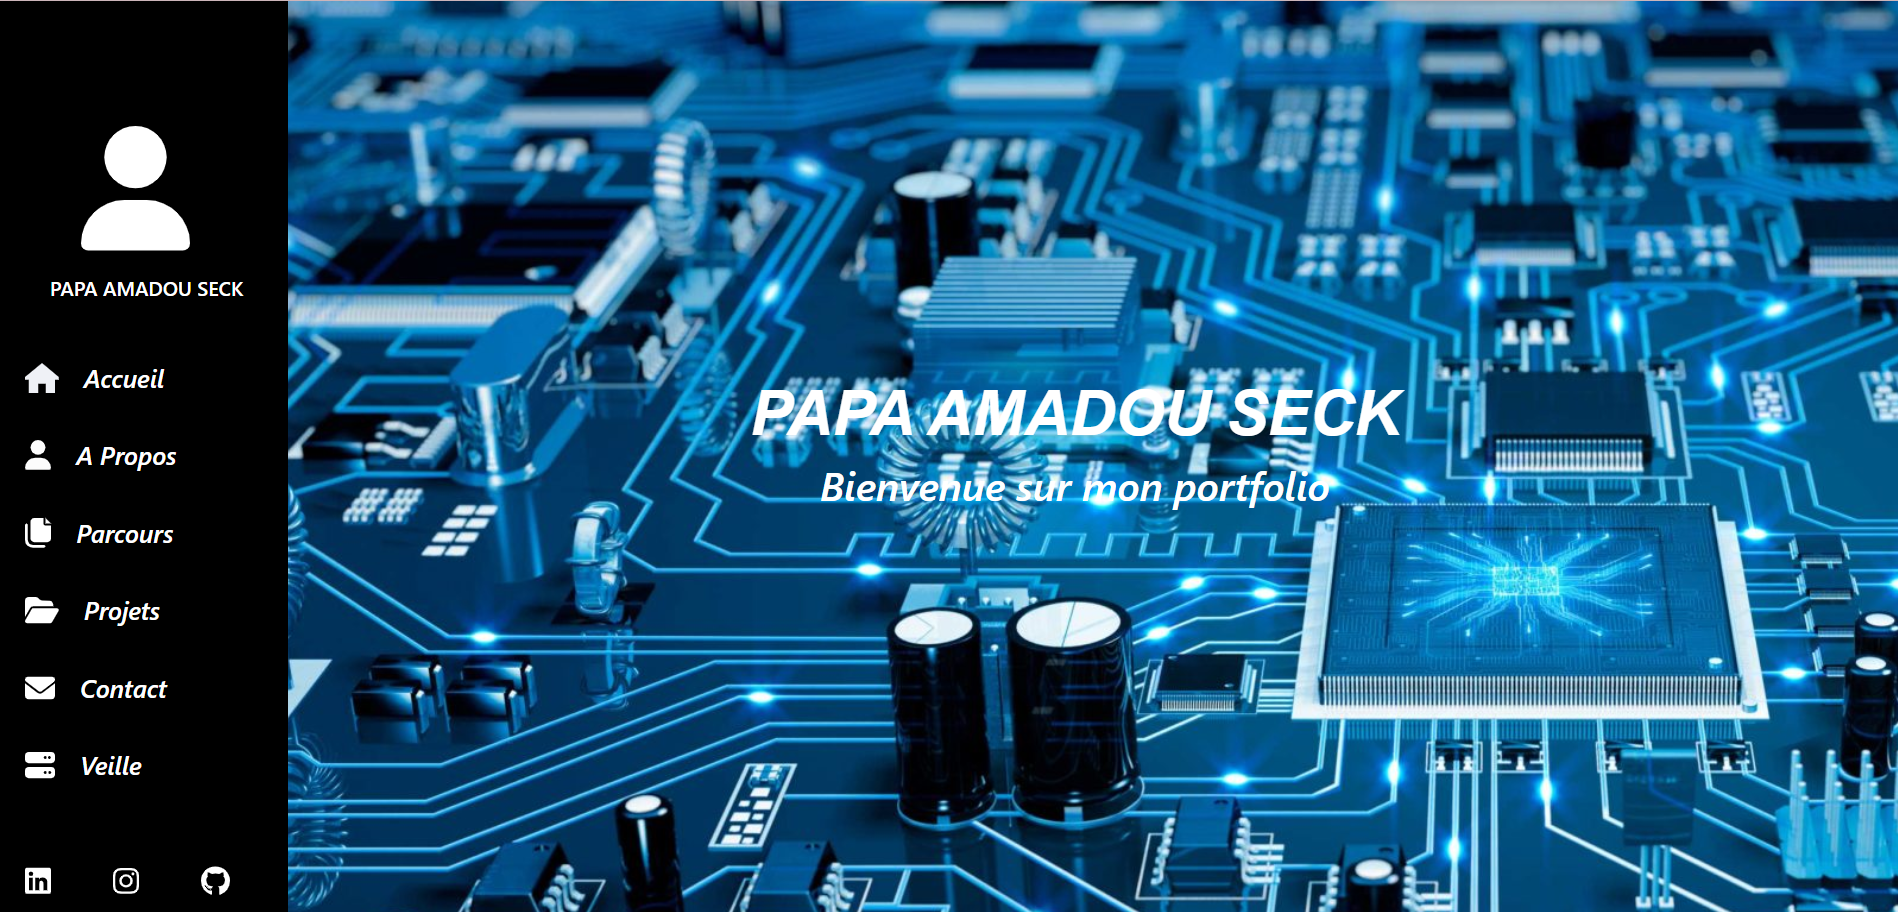 PAPA AMADOU SECK
Accueil
A Propos
Parcours
Projets
Contact
Veille
PAPA AMADOU SECK
Bienvenue sur mon portfolio